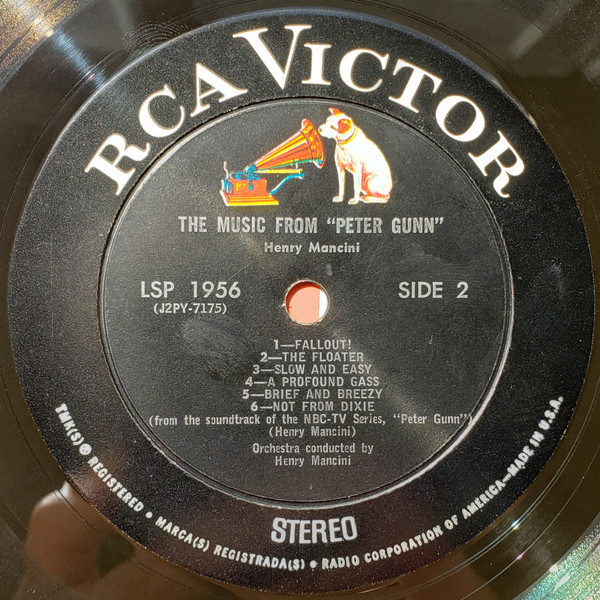 RCA VICTOR
THE MUSIC FROM "PETER GUNN"
Henry Mancini
LSP 1956
(J2PY-7175)
SIDE 2
1—FALLOUT!
2—THE FLOATER
3—SLOW AND EASY
4—A PROFOUND GASS
5—BRIEF AND BREEZY
6—NOT FROM DIXIE
(from the soundtrack of the NBC-TV Series, "Peter Gunn")
(Henry Mancini)
Orchestra conducted by
Henry Mancini
STEREO
TMK(S) ® REGISTERED • MARCA(S) REGISTRADA(S) • RADIO CORPORATION OF AMERICA—MADE IN U.S.A.